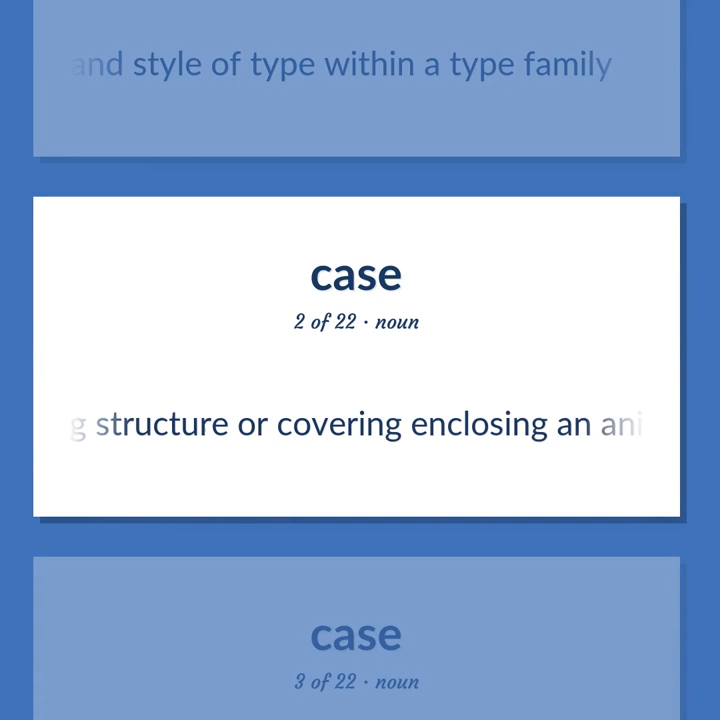 and style of type within a type family
case
2 of 22 · noun
g structure or covering enclosing an ani
case
3 of 22 · noun